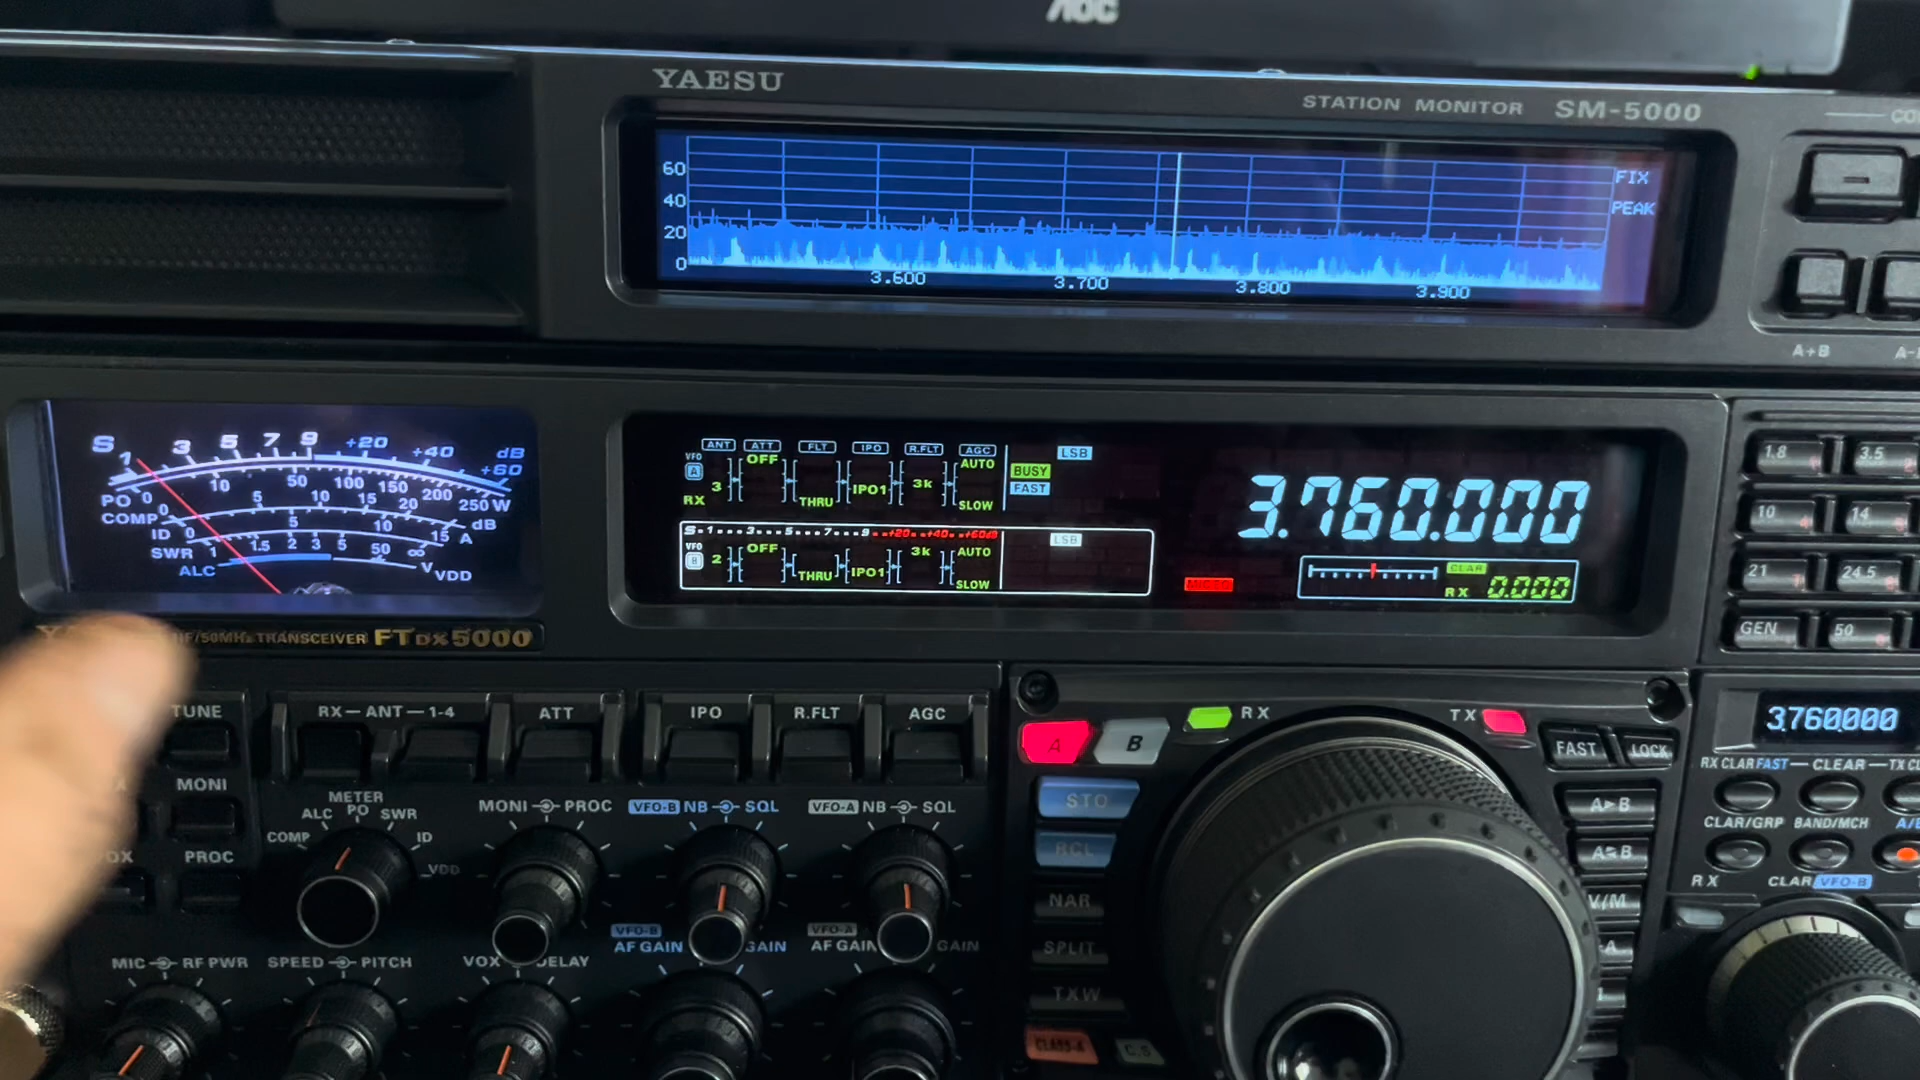 AOC
YAESU
STATION MONITOR SM-5000
60
40
20
0
FIX
PEAK
3.600 3.700 3.800 3.900
A+B
S 1 3 5 7 9 +20 +40 +60 dB
PO 0 10 50 100 150 200 250 W
COMP 0 5 10 15 20 dB
ID 0 5 10 15 A
SWR 1 1.5 2 3 5 50 ∞
ALC V VDD
ANT ATT FLT IPO R.FLT AGC
VFO A RX 3 OFF THRU IPO1 3k AUTO SLOW
BUSY
FAST
LSB
3.760.000
S 1 3 5 7 9 +20 +40 +60dB
VFO B 2 OFF THRU IPO1 3k AUTO SLOW
LSB
CLAR
RX 0.000
1.8 3.5
10 14
21 24.5
GEN 50
HF/50MHz TRANSCEIVER FTDX5000
TUNE
RX—ANT—1-4 ATT IPO R.FLT AGC
MONI
METER
ALC PO SWR
COMP ID
VDD
MONI PROC
VFO-B NB SQL
VFO-A NB SQL
VOX PROC
MIC RF PWR
SPEED PITCH
VOX DELAY
VFO-B
AF GAIN GAIN
VFO-A
AF GAIN GAIN
A B RX TX
FAST LOCK
STO
RCL
NAR
SPLIT
TXW
CLASS-A C.S
A▶B
V/M
3.760000
RX CLAR FAST — CLEAR — TX
CLAR/GRP BAND/MCH
RX CLAR VFO-B